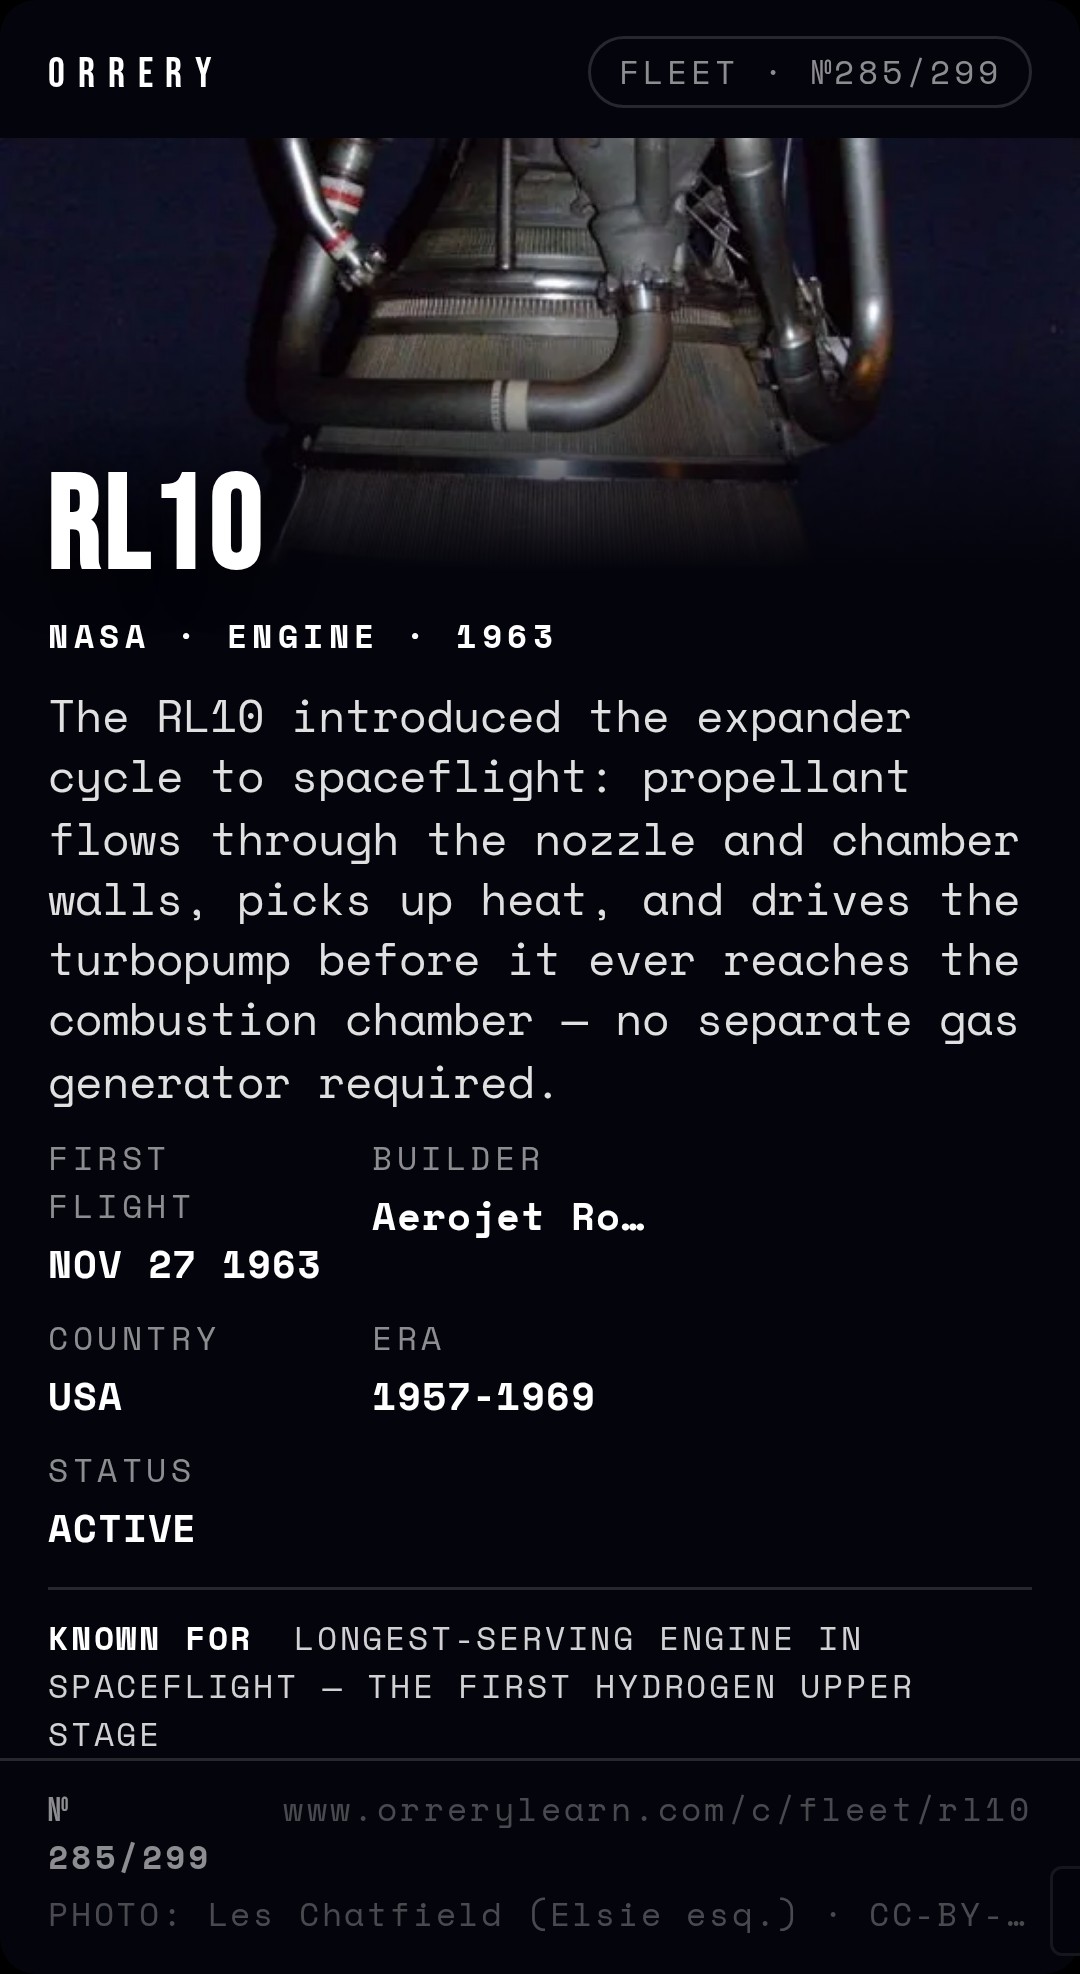 ORRERY
FLEET · №285/299
RL10
NASA · ENGINE · 1963
The RL10 introduced the expander
cycle to spaceflight: propellant
flows through the nozzle and chamber
walls, picks up heat, and drives the
turbopump before it ever reaches the
combustion chamber — no separate gas
generator required.
FIRST
FLIGHT
NOV 27 1963
BUILDER
Aerojet Ro…
COUNTRY
USA
ERA
1957-1969
STATUS
ACTIVE
KNOWN FOR LONGEST-SERVING ENGINE IN
SPACEFLIGHT — THE FIRST HYDROGEN UPPER
STAGE
№
285/299
www.orrerylearn.com/c/fleet/rl10
PHOTO: Les Chatfield (Elsie esq.) · CC-BY-…